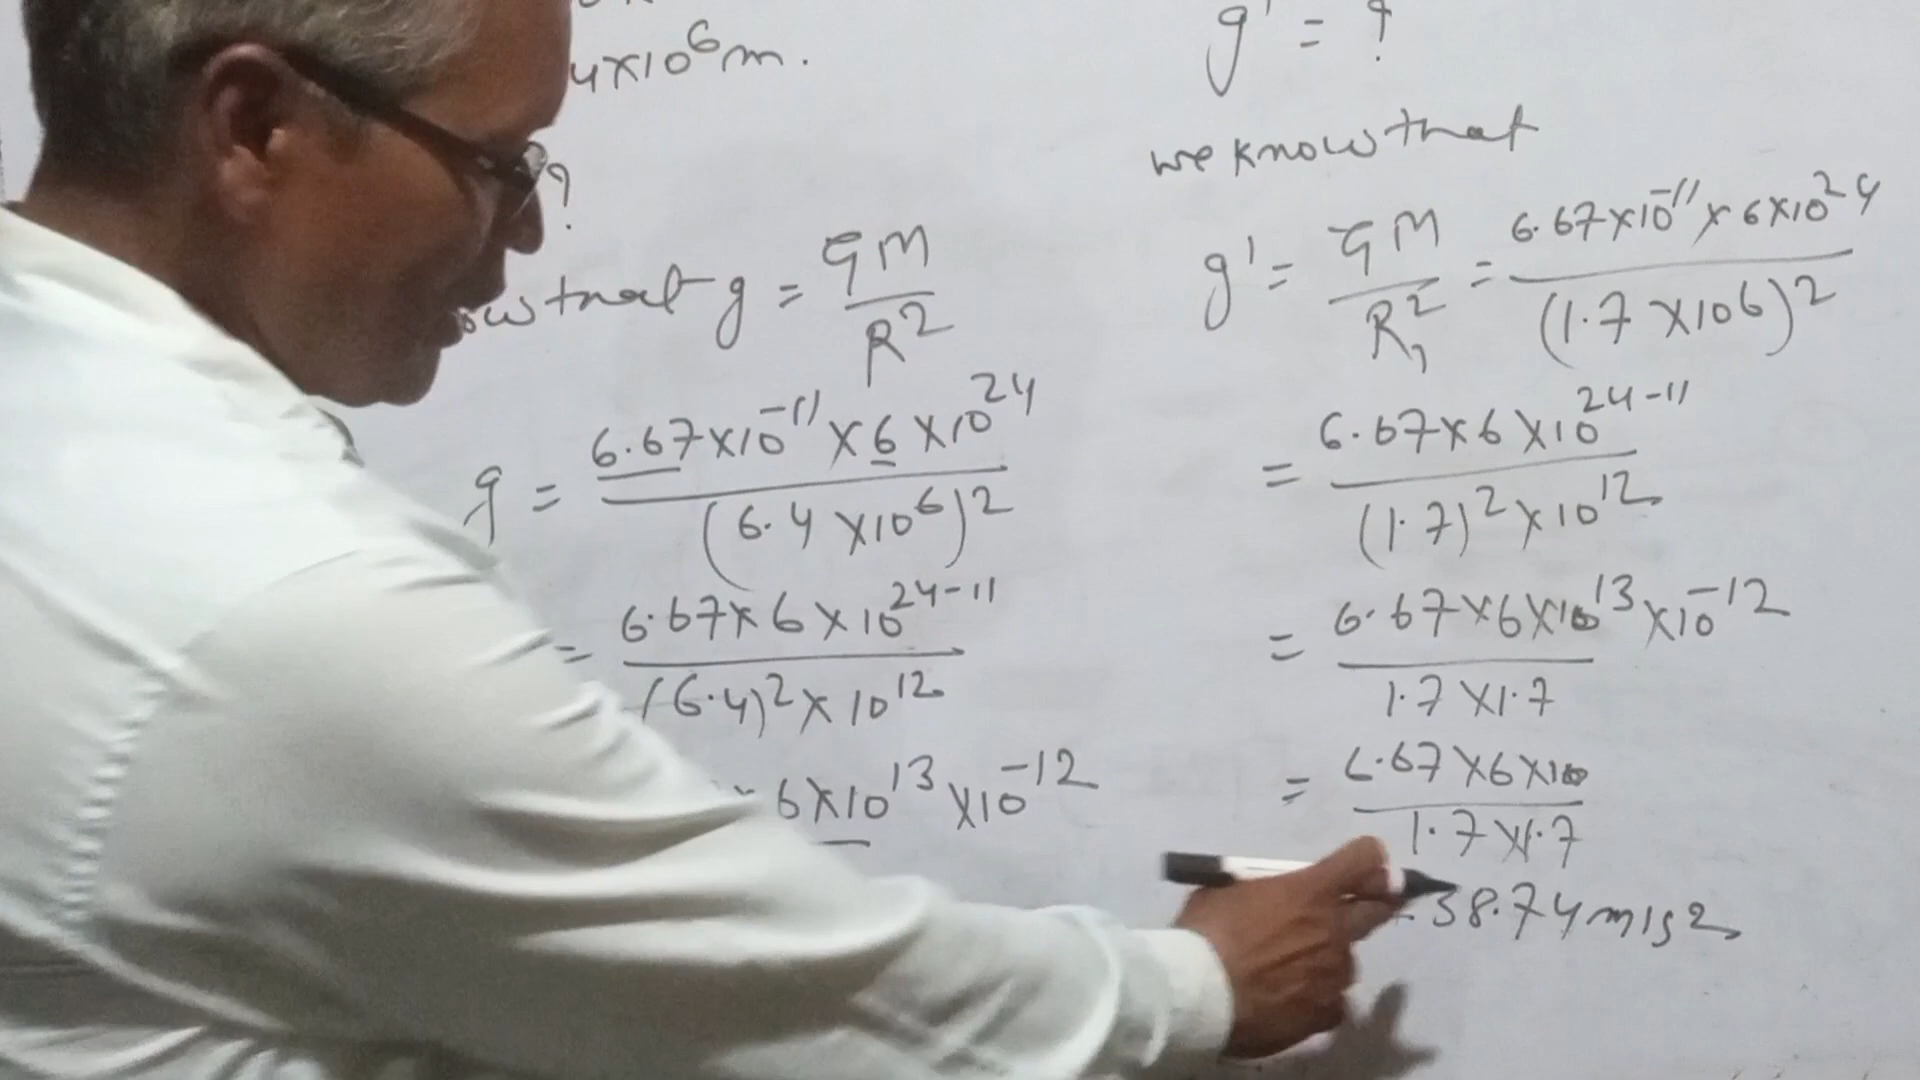 4×10⁶m.
?
g = GM / R²
g = 6.67×10⁻¹¹×6×10²⁴ / (6.4×10⁶)²
= 6.67×6×10²⁴⁻¹¹ / (6.4)²×10¹²
6×10¹³×10⁻¹²
g' = ?
we know that
g' = GM / R₁² = 6.67×10⁻¹¹×6×10²⁴ / (1.7×106)²
= 6.67×6×10²⁴⁻¹¹ / (1.7)²×10¹²
= 6.67×6×10¹³×10⁻¹² / 1.7×1.7
= 6.67×6×10 / 1.7×1.7
38.74m/s2